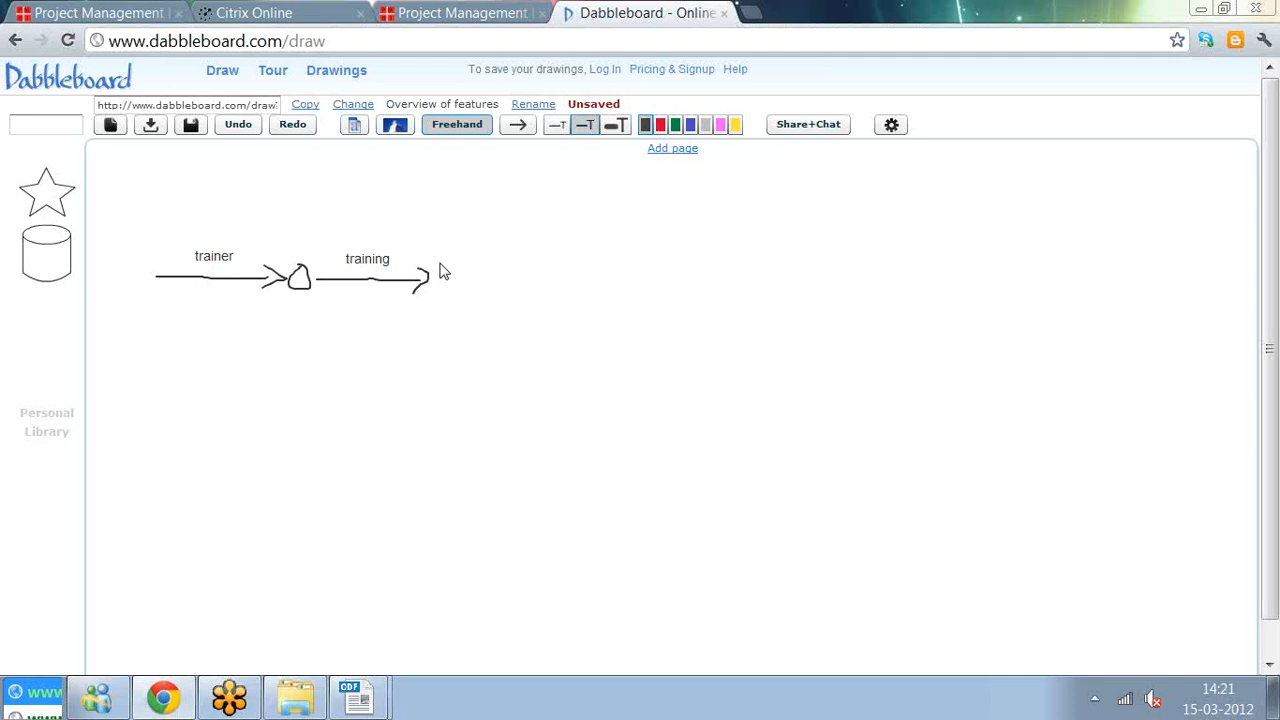 Project Management |
Citrix Online
Project Management |
Dabbleboard - Online
www.dabbleboard.com/draw
Dabbleboard
Draw
Tour
Drawings
To save your drawings, Log In
Pricing & Signup
Help
http://www.dabbleboard.com/draw
Copy
Change
Overview of features
Rename
Unsaved
Undo
Redo
Freehand
T
T
T
Share+Chat
Add page
trainer
training
Personal
Library
www
ODF
14:21
15-03-2012